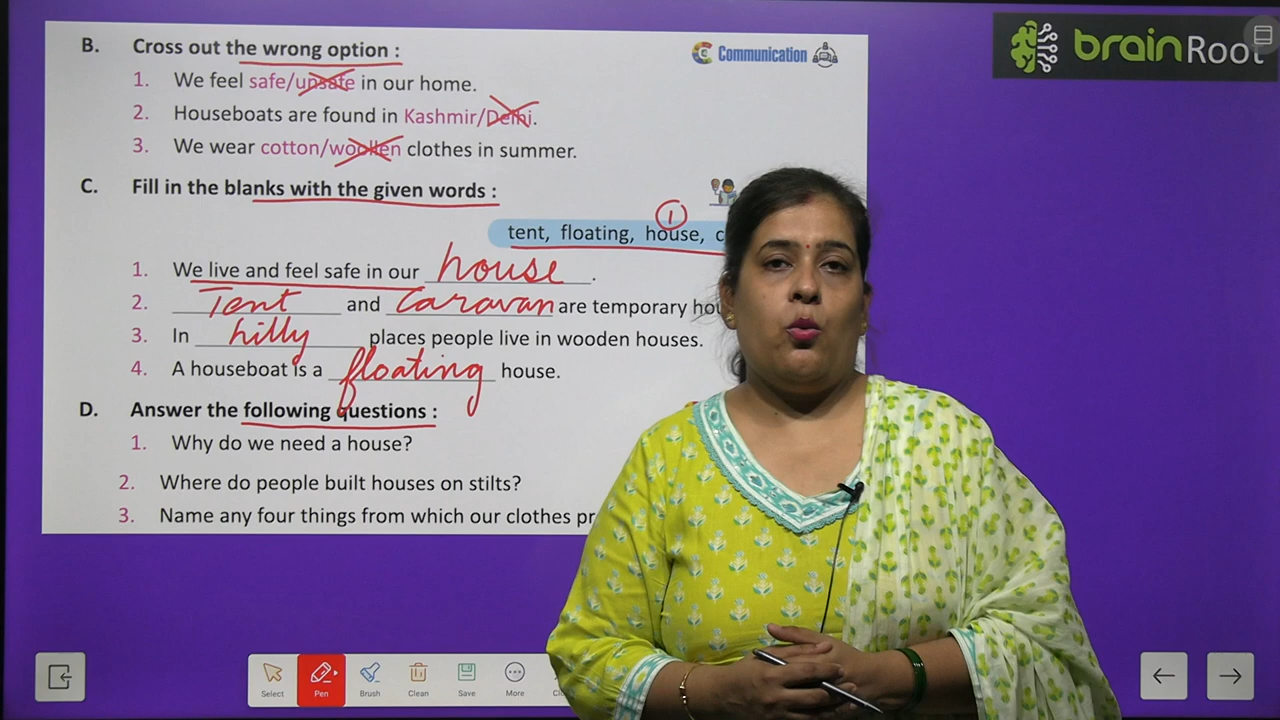 B. Cross out the wrong option :
Communication
brainRoot
1. We feel safe/unsafe in our home.
2. Houseboats are found in Kashmir/Delhi.
3. We wear cotton/woollen clothes in summer.
C. Fill in the blanks with the given words :
1
tent, floating, house,
1. We live and feel safe in our house.
2. Tent and Caravan are temporary
3. In hilly places people live in wooden houses.
4. A houseboat is a floating house.
D. Answer the following questions :
1. Why do we need a house?
2. Where do people built houses on stilts?
3. Name any four things from which our clothes
Select Pen Brush Clean Save More